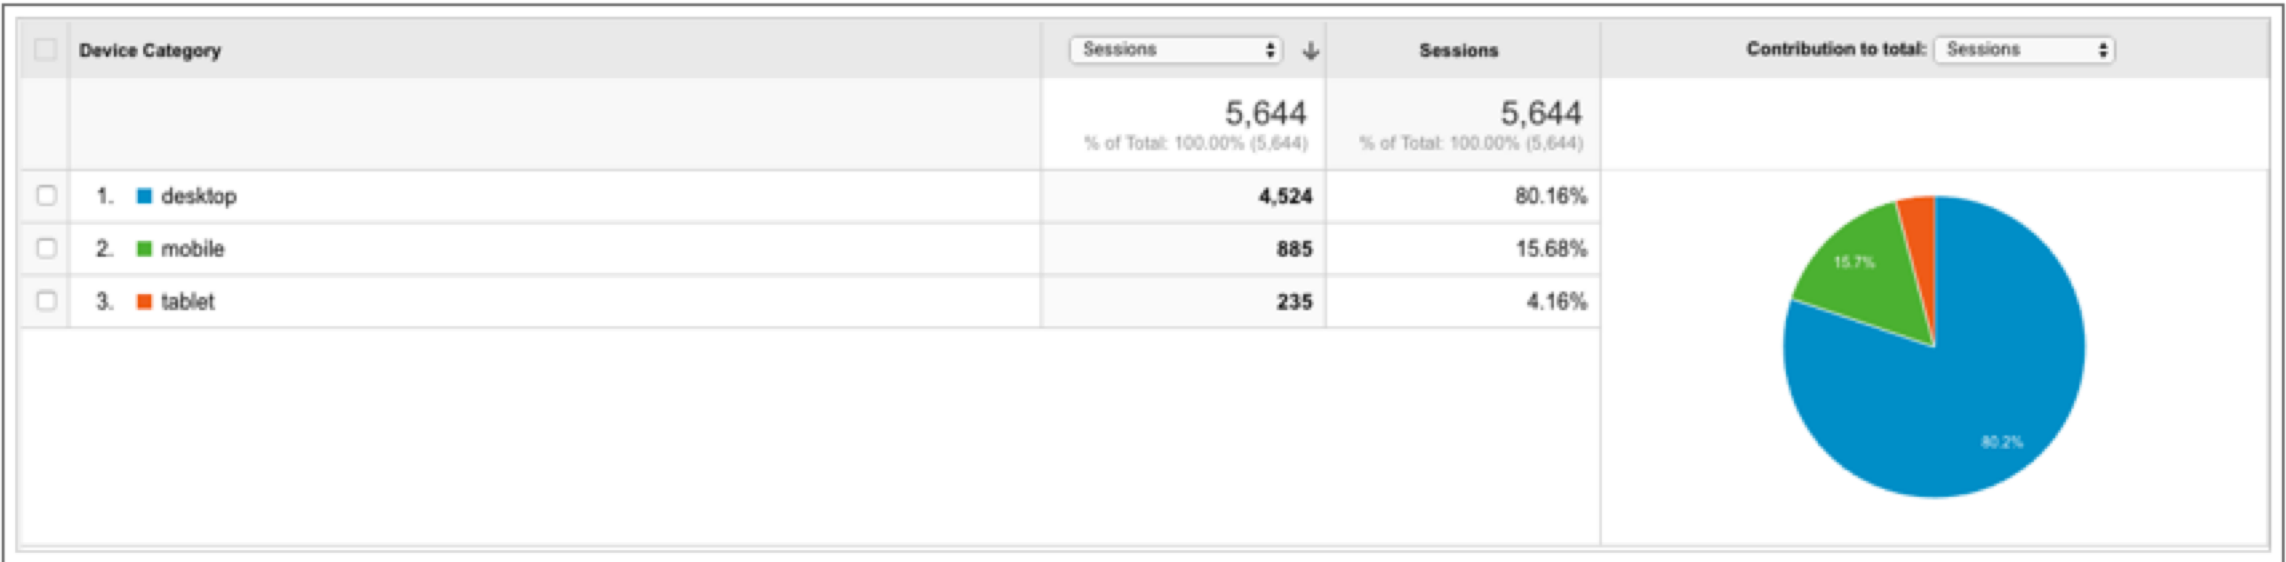 Device Category
Sessions
Sessions
Contribution to total: Sessions
5,644
% of Total: 100.00% (5,644)
5,644
% of Total: 100.00% (5,644)
1. desktop 4,524 80.16%
2. mobile 885 15.68%
3. tablet 235 4.16%
15.7%
80.2%